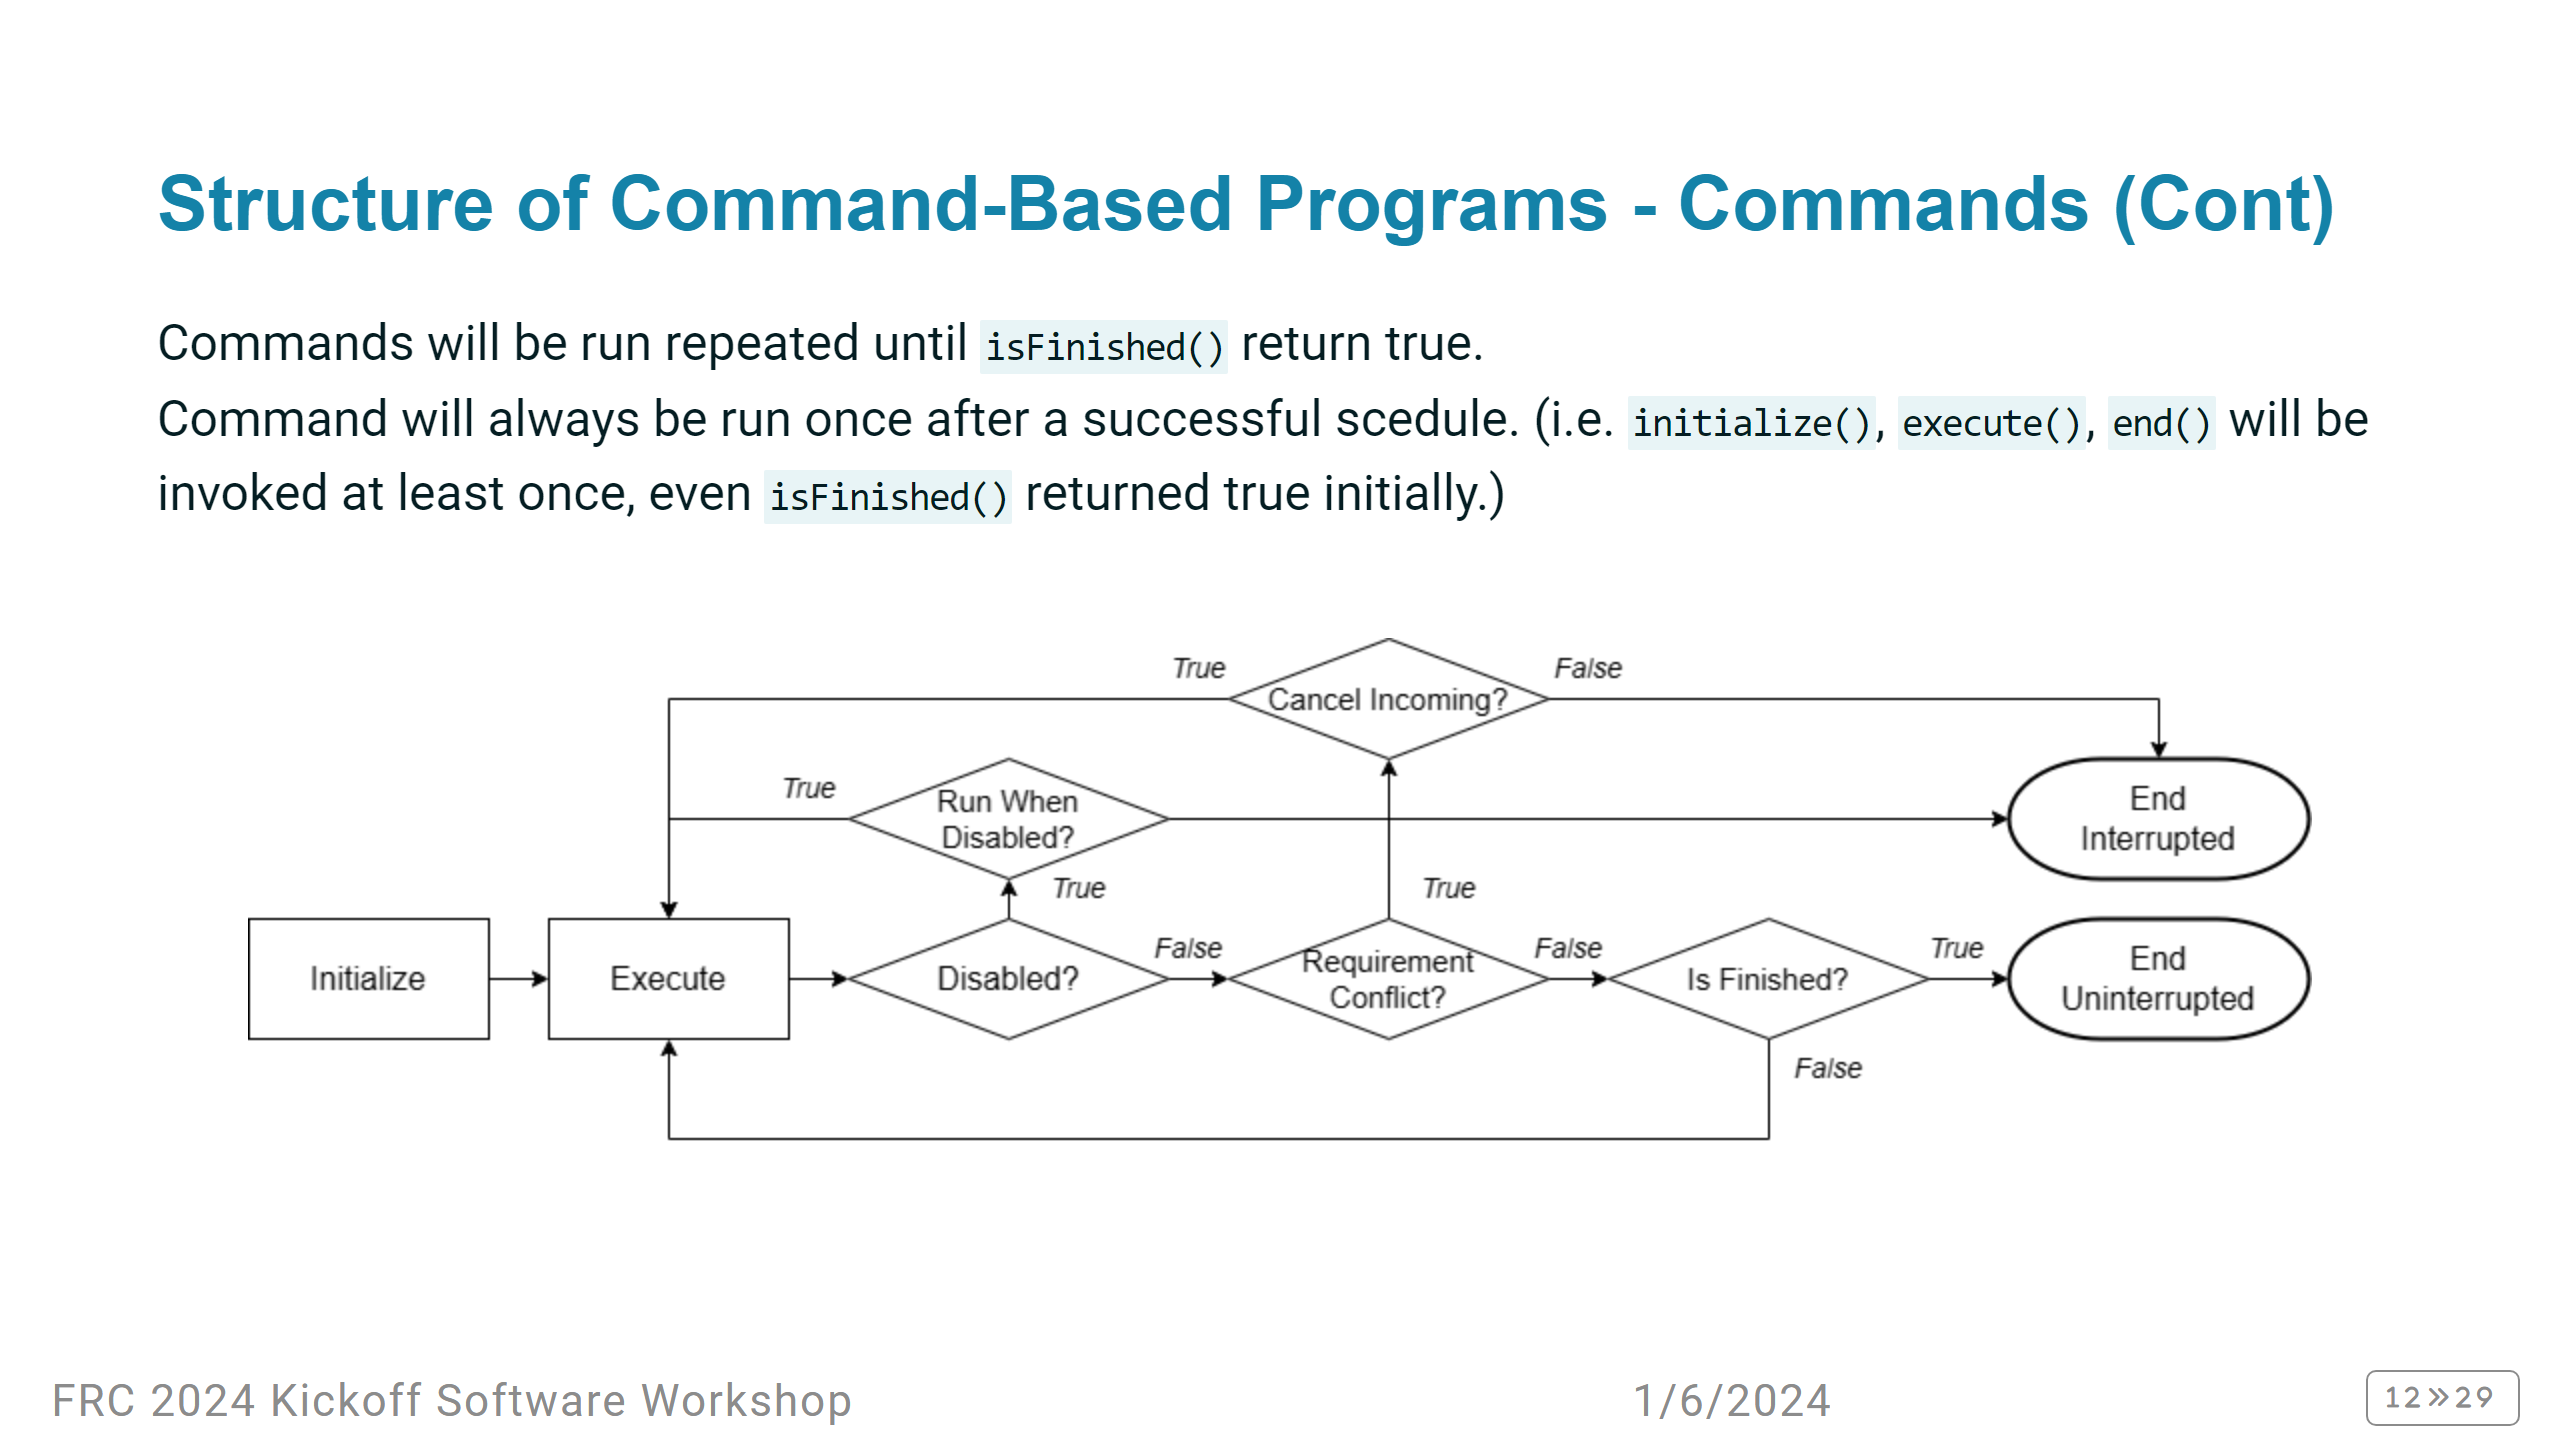 Structure of Command-Based Programs - Commands (Cont)
Commands will be run repeated until isFinished() return true.
Command will always be run once after a successful scedule. (i.e. initialize(), execute(), end() will be
invoked at least once, even isFinished() returned true initially.)
True
Cancel Incoming?
False
True
Run When
Disabled?
End
Interrupted
True
True
Initialize
Execute
Disabled?
False
Requirement
Conflict?
False
Is Finished?
True
End
Uninterrupted
False
FRC 2024 Kickoff Software Workshop
1/6/2024
12»29